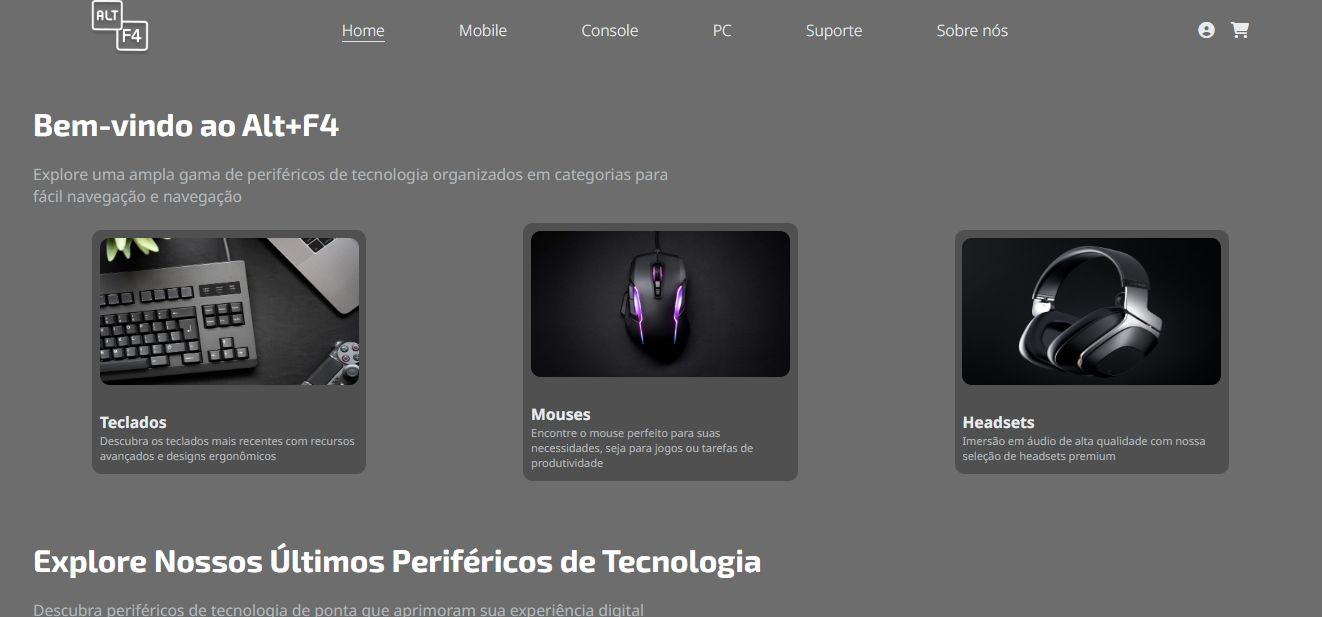 ALT
F4
Home
Mobile
Console
PC
Suporte
Sobre nós
Bem-vindo ao Alt+F4
Explore uma ampla gama de periféricos de tecnologia organizados em categorias para
fácil navegação e navegação
Teclados
Descubra os teclados mais recentes com recursos
avançados e designs ergonômicos
Mouses
Encontre o mouse perfeito para suas
necessidades, seja para jogos ou tarefas de
produtividade
Headsets
Imersão em áudio de alta qualidade com nossa
seleção de headsets premium
Explore Nossos Últimos Periféricos de Tecnologia
Descubra periféricos de tecnologia de ponta que aprimoram sua experiência digital